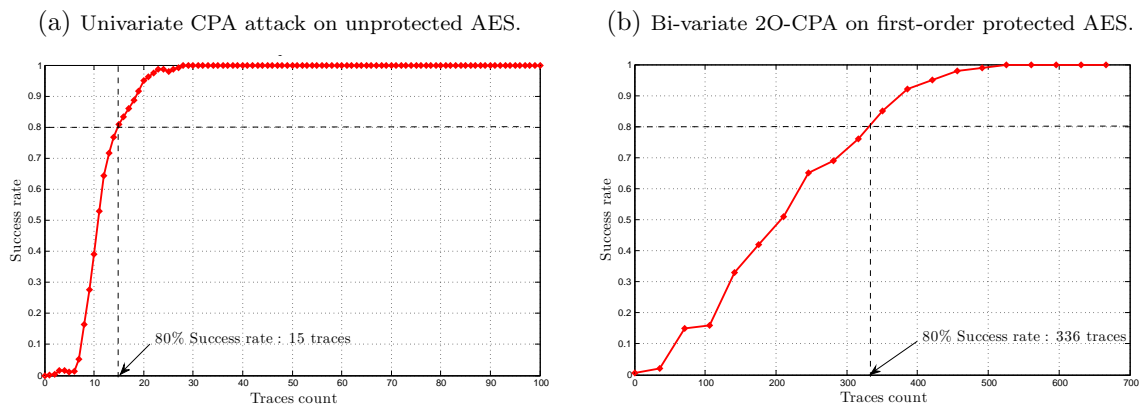 (a) Univariate CPA attack on unprotected AES.
1
0.9
0.8
0.7
0.6
0.5
0.4
0.3
0.2
0.1
0
Success rate
80% Success rate : 15 traces
0 10 20 30 40 50 60 70 80 90 100
Traces count
(b) Bi-variate 2O-CPA on first-order protected AES.
1
0.9
0.8
0.7
0.6
0.5
0.4
0.3
0.2
0.1
0
Success rate
80% Success rate : 336 traces
0 100 200 300 400 500 600 700
Traces count